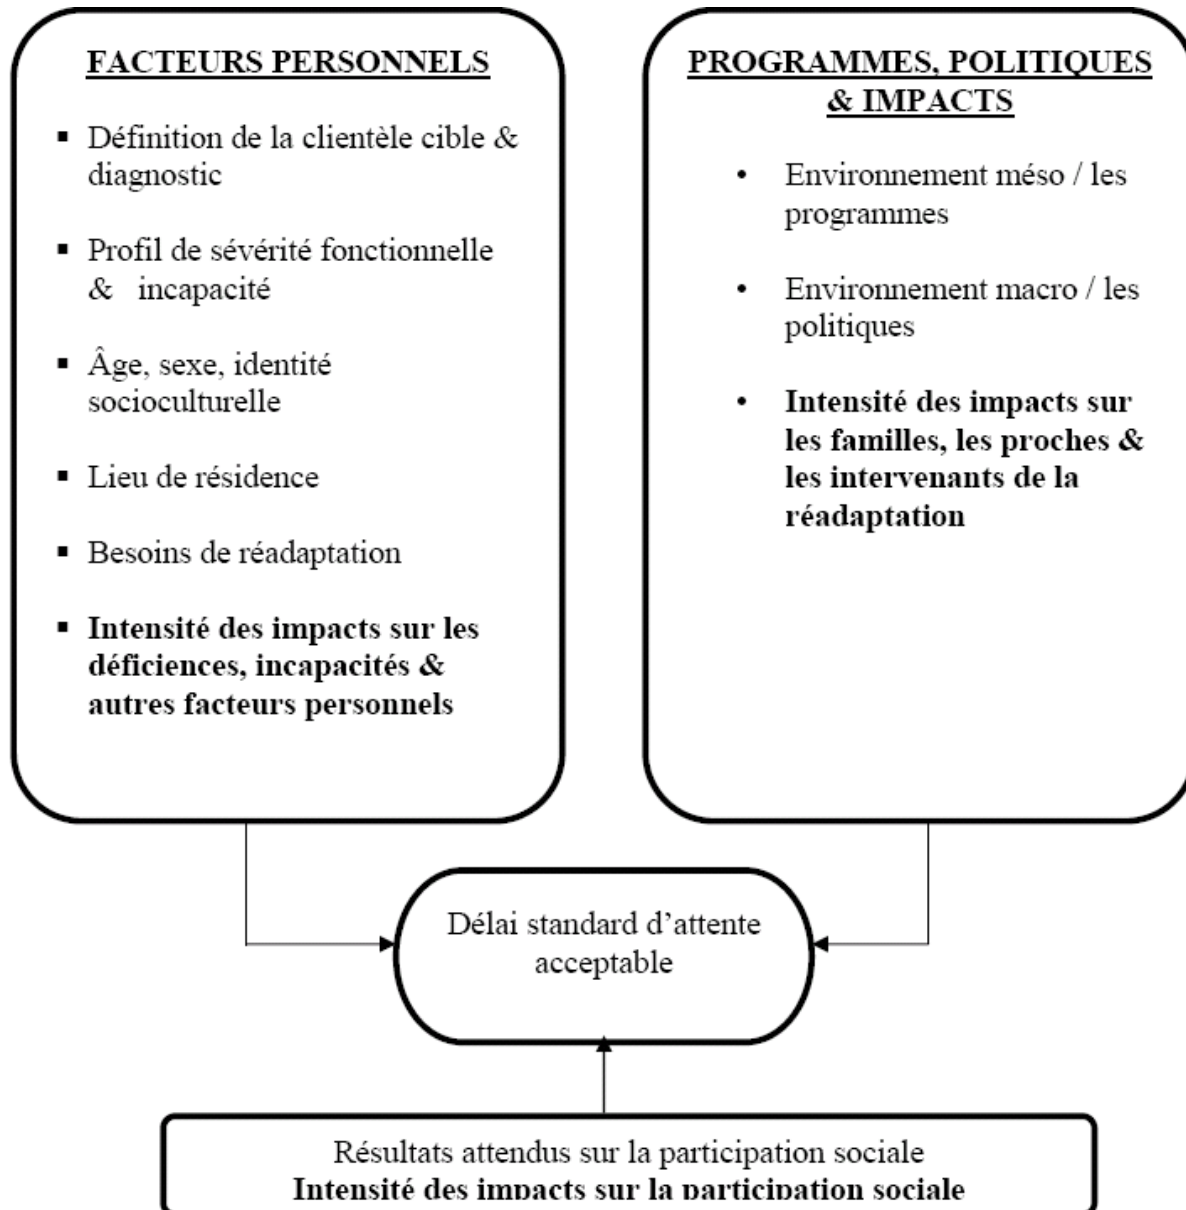 FACTEURS PERSONNELS
▪ Définition de la clientèle cible &
diagnostic
▪ Profil de sévérité fonctionnelle
& incapacité
▪ Âge, sexe, identité
socioculturelle
▪ Lieu de résidence
▪ Besoins de réadaptation
▪ Intensité des impacts sur les
déficiences, incapacités &
autres facteurs personnels
PROGRAMMES, POLITIQUES
& IMPACTS
• Environnement méso / les
programmes
• Environnement macro / les
politiques
• Intensité des impacts sur
les familles, les proches &
les intervenants de la
réadaptation
Délai standard d’attente
acceptable
Résultats attendus sur la participation sociale
Intensité des impacts sur la participation sociale